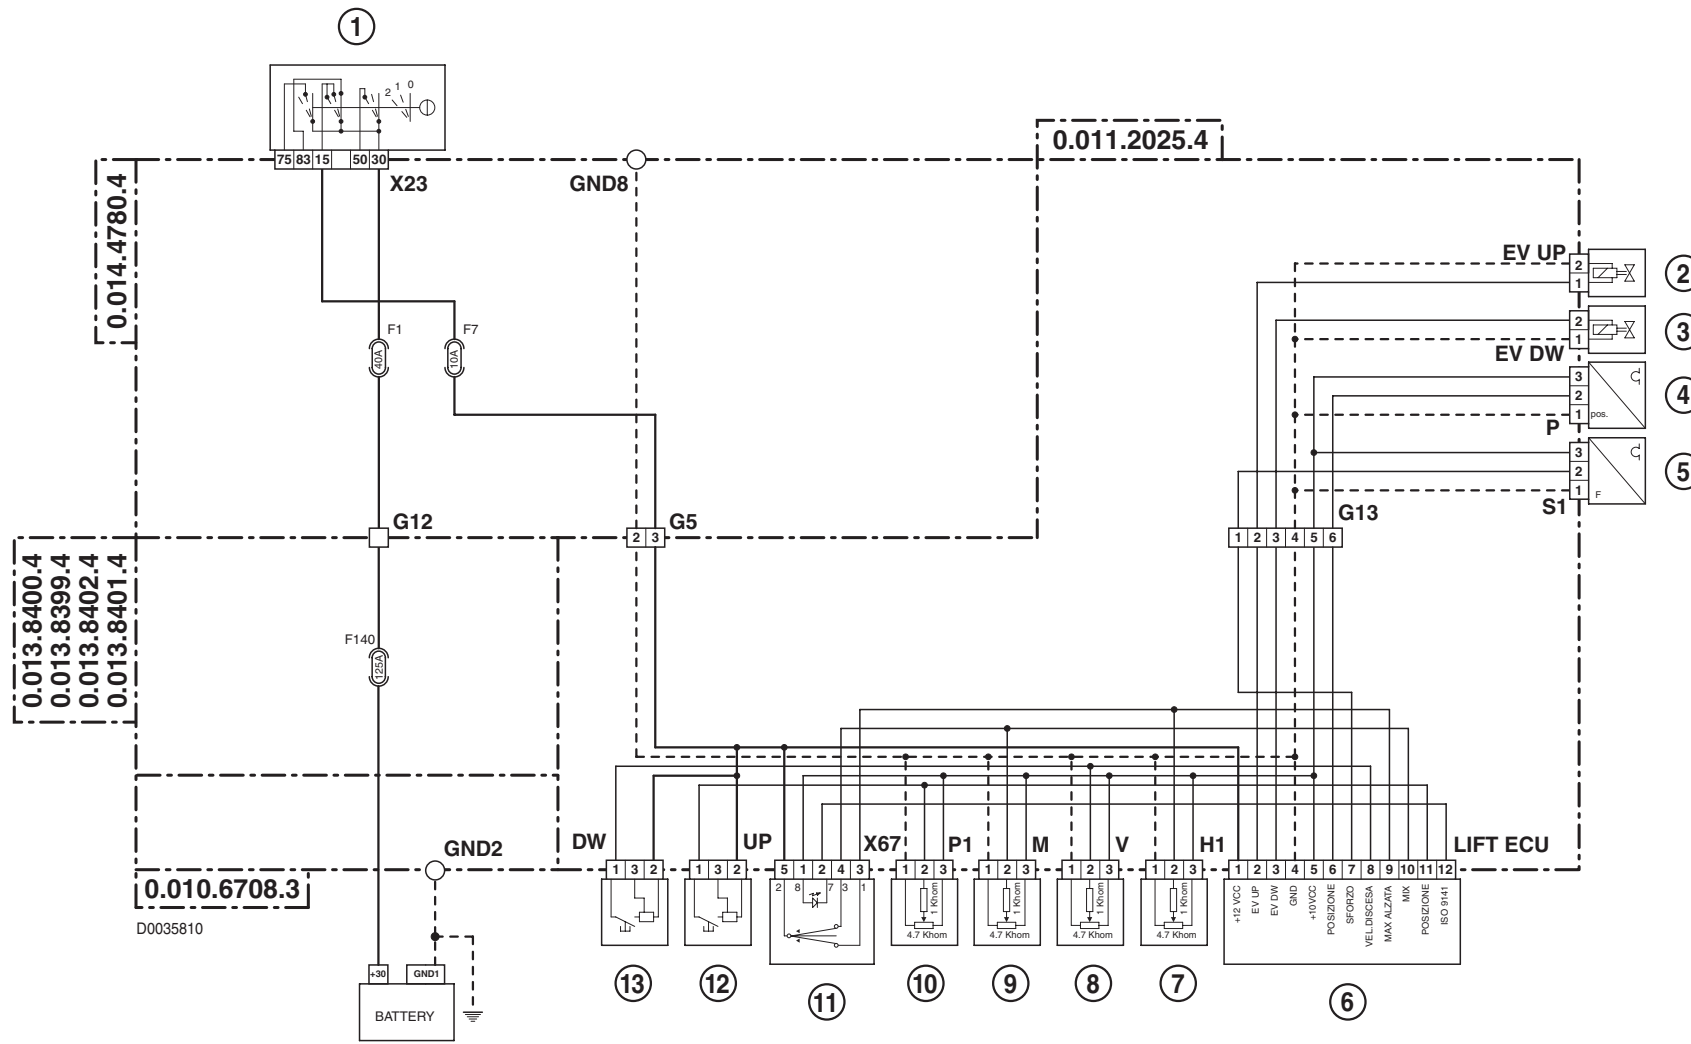 1
2 1 0
75 83 15 50 30
X23
GND8
0.011.2025.4
0.014.4780.4
EV UP
2
1
2
EV DW
2
1
3
P
3
2
1
pos.
4
S1
3
2
1
F
5
F1
40A
F7
10A
G12
G5
2 3
G13
1 2 3 4 5 6
0.013.8400.4
0.013.8399.4
0.013.8402.4
0.013.8401.4
F140
125A
GND2
0.010.6708.3
D0035810
+30
GND1
BATTERY
DW
1 3 2
13
UP
1 3 2
12
X67
5 1 2 4 3
2 8 7 3 1
11
P1
1 2 3
1 Khom
4.7 Khom
10
M
1 2 3
1 Khom
4.7 Khom
9
V
1 2 3
1 Khom
4.7 Khom
8
H1
1 2 3
1 Khom
4.7 Khom
7
LIFT ECU
1 2 3 4 5 6 7 8 9 10 11 12
+12 VCC
EV UP
EV DW
GND
+10VCC
POSIZIONE
SFORZO
VEL.DISCESA
MAX ALZATA
MIX
POSIZIONE
ISO 9141
6